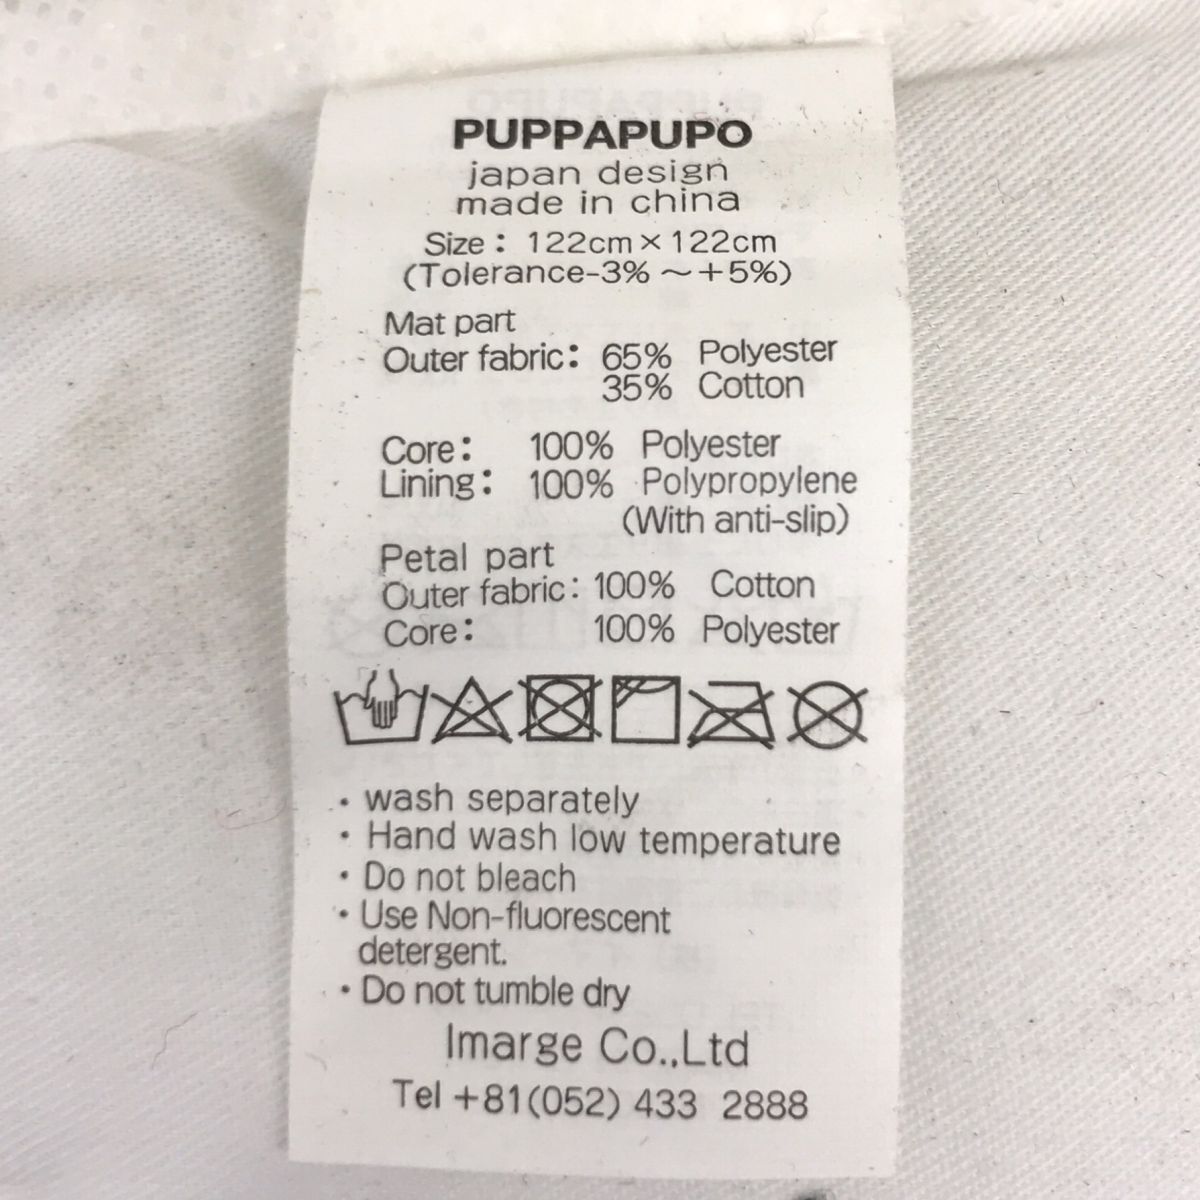 PUPPAPUPO
japan design
made in china
Size： 122cm×122cm
(Tolerance-3% ～+5%)
Mat part
Outer fabric： 65% Polyester
35% Cotton
Core： 100% Polyester
Lining： 100% Polypropylene
(With anti-slip)
Petal part
Outer fabric： 100% Cotton
Core： 100% Polyester
・wash separately
・Hand wash low temperature
・Do not bleach
・Use Non-fluorescent
detergent.
・Do not tumble dry
Imarge Co.,Ltd
Tel +81(052) 433 2888